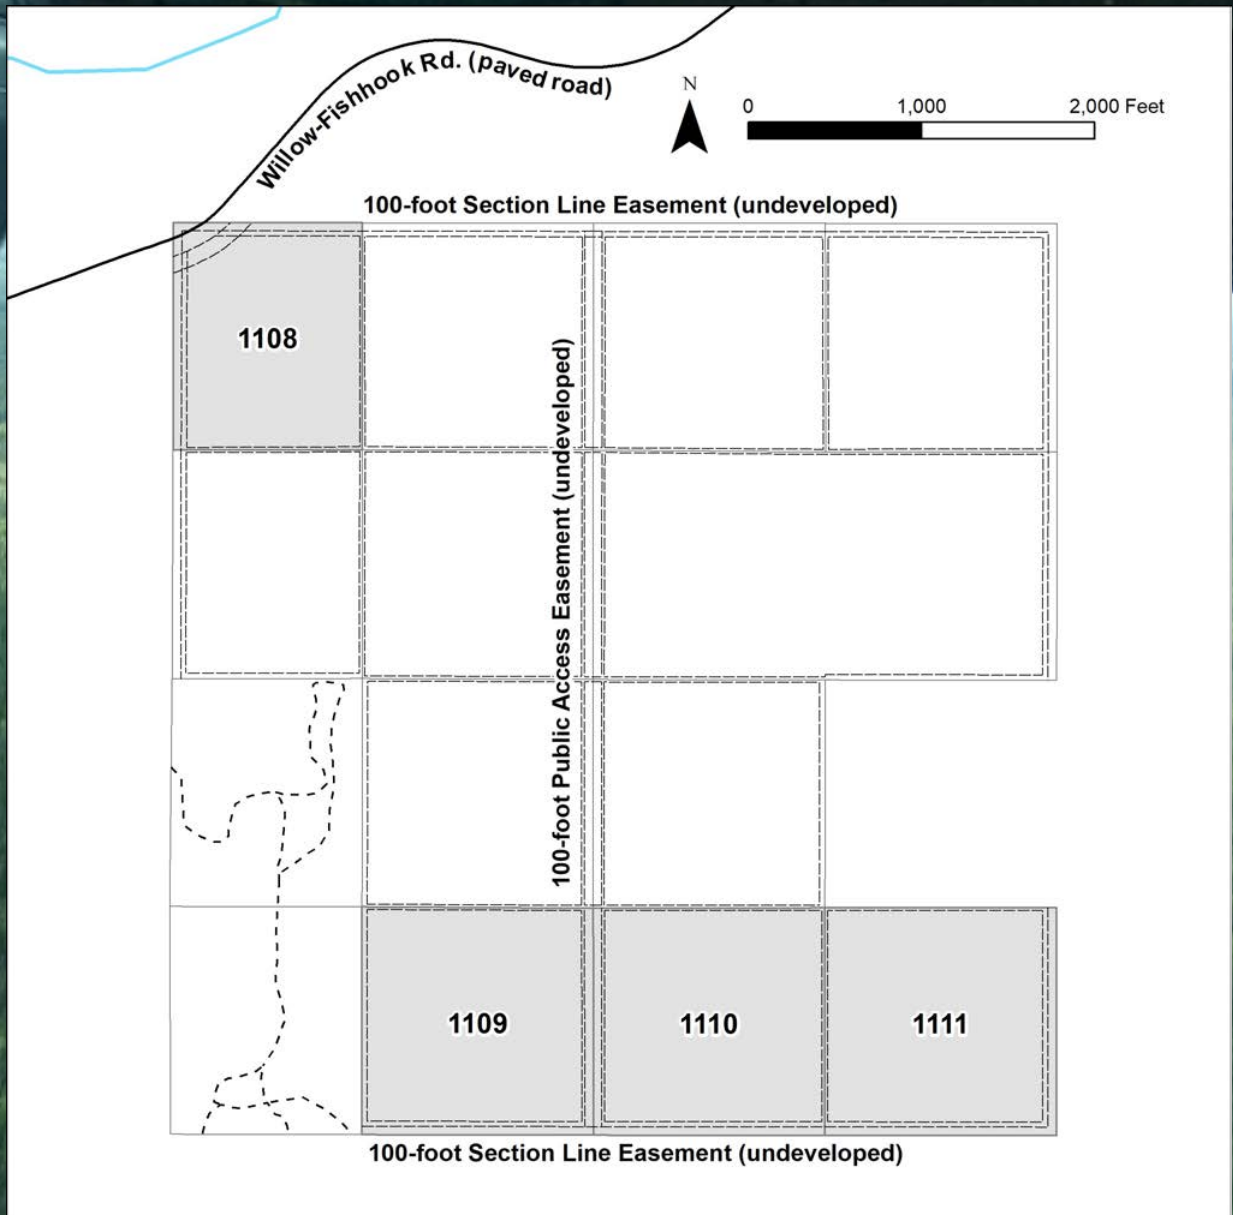 Willow-Fishhook Rd. (paved road)
N
0 1,000 2,000 Feet
100-foot Section Line Easement (undeveloped)
1108
100-foot Public Access Easement (undeveloped)
1109 1110 1111
100-foot Section Line Easement (undeveloped)